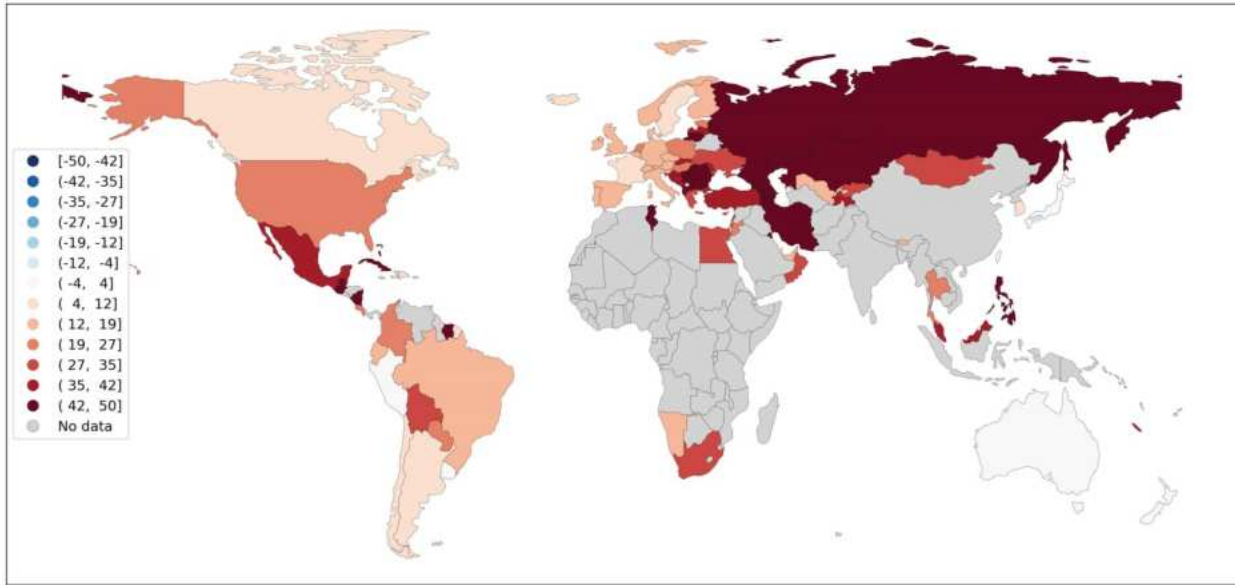 [-50, -42]
(-42, -35]
(-35, -27]
(-27, -19]
(-19, -12]
(-12, -4]
( -4, 4]
( 4, 12]
( 12, 19]
( 19, 27]
( 27, 35]
( 35, 42]
( 42, 50]
No data